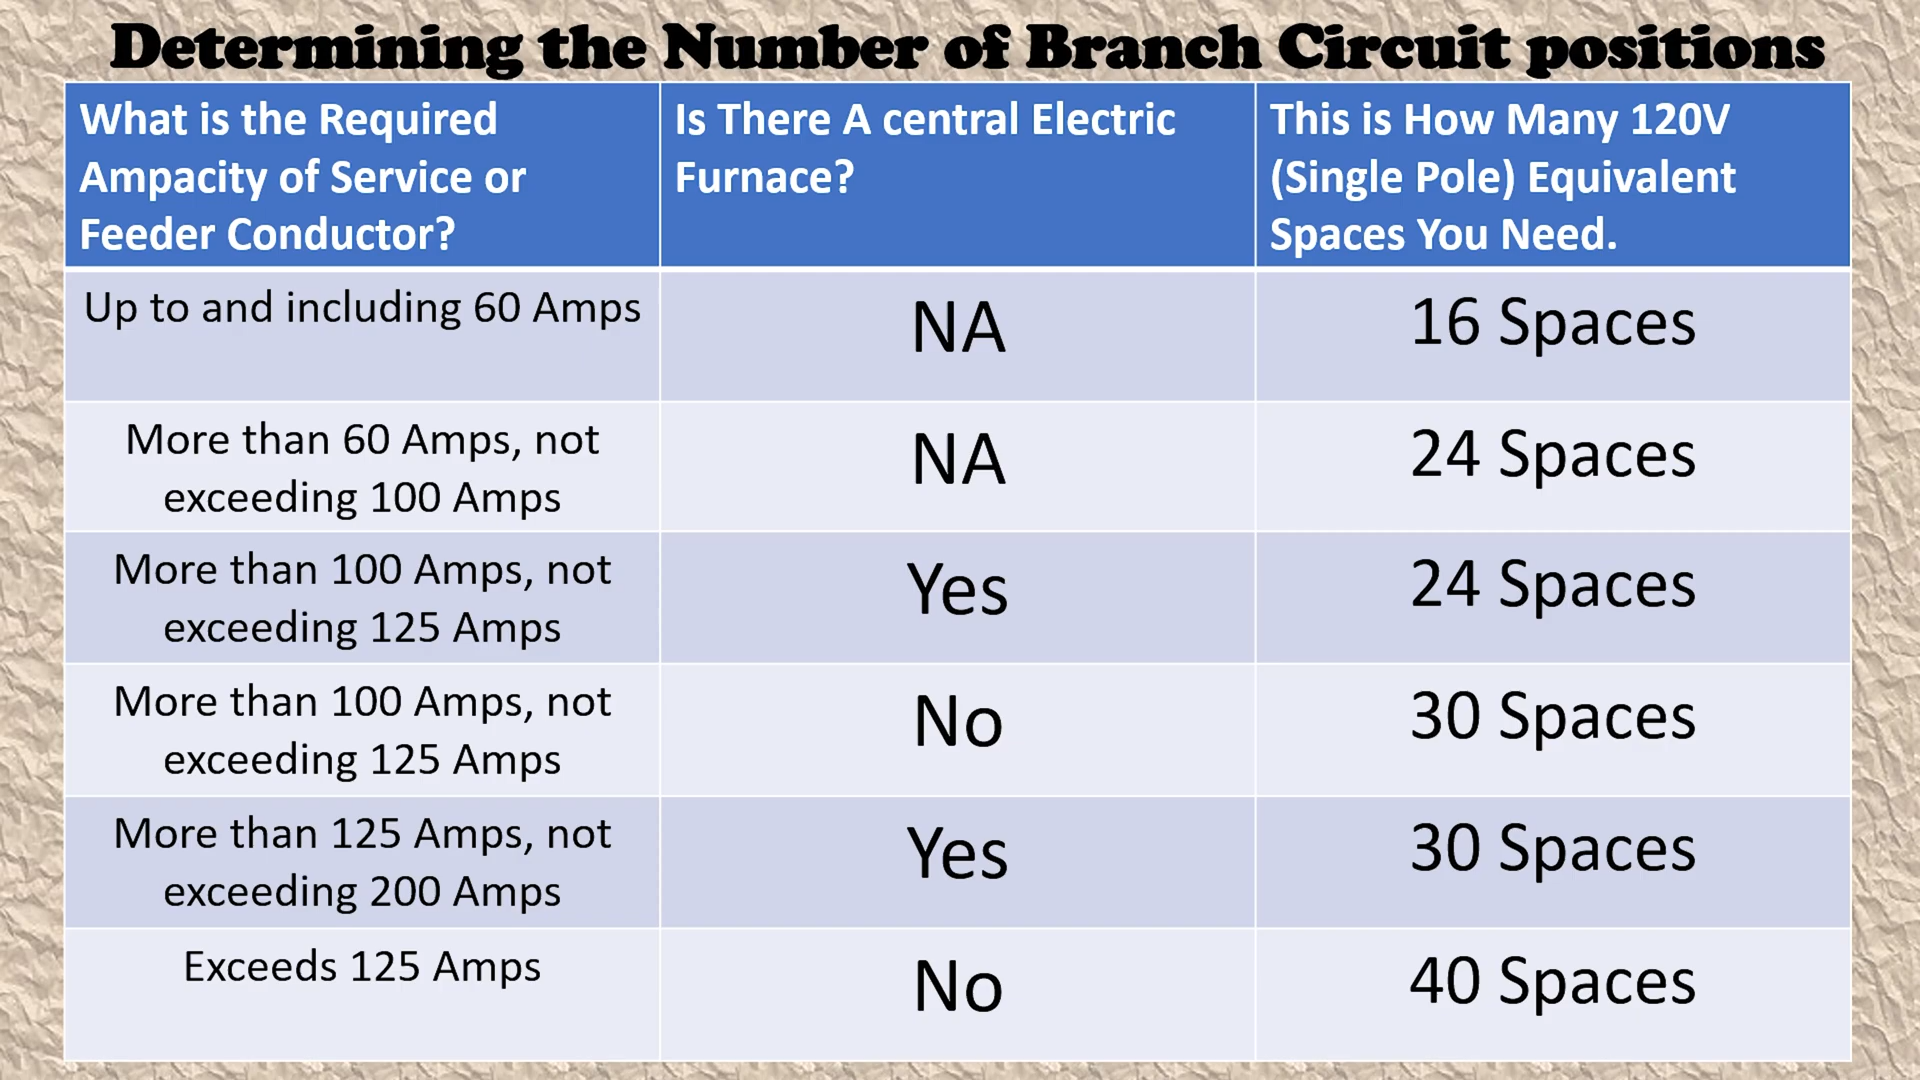 Determining the Number of Branch Circuit positions
What is the Required
Ampacity of Service or
Feeder Conductor?
Is There A central Electric
Furnace?
This is How Many 120V
(Single Pole) Equivalent
Spaces You Need.
Up to and including 60 Amps
NA
16 Spaces
More than 60 Amps, not
exceeding 100 Amps
NA
24 Spaces
More than 100 Amps, not
exceeding 125 Amps
Yes
24 Spaces
More than 100 Amps, not
exceeding 125 Amps
No
30 Spaces
More than 125 Amps, not
exceeding 200 Amps
Yes
30 Spaces
Exceeds 125 Amps
No
40 Spaces